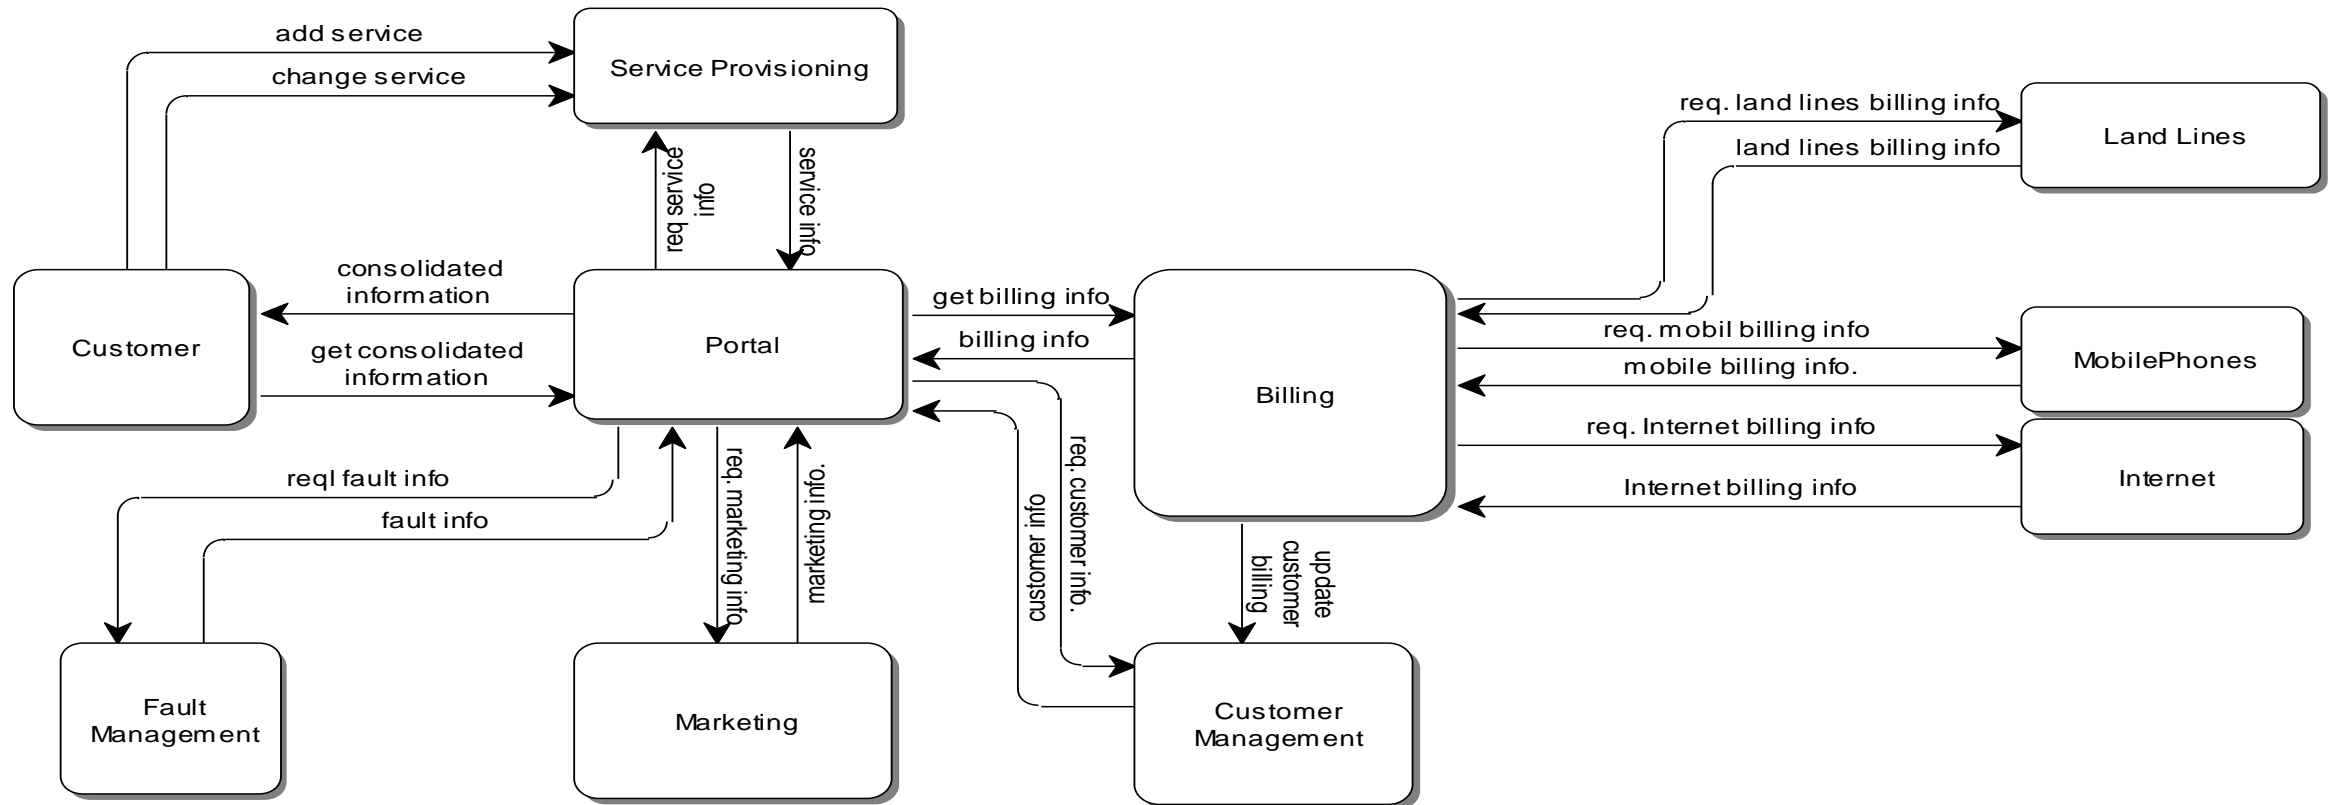 add service
change service
Service Provisioning
req. land lines billing info
land lines billing info
Land Lines
req service
info
service info
consolidated
information
get consolidated
information
Customer
Portal
get billing info
billing info
Billing
req. mobil billing info
mobile billing info.
MobilePhones
req. Internet billing info
Internet billing info
Internet
reql fault info
fault info
req. marketing info
marketing info.
customer info
req. customer info.
update
customer
billing
Fault
Management
Marketing
Customer
Management